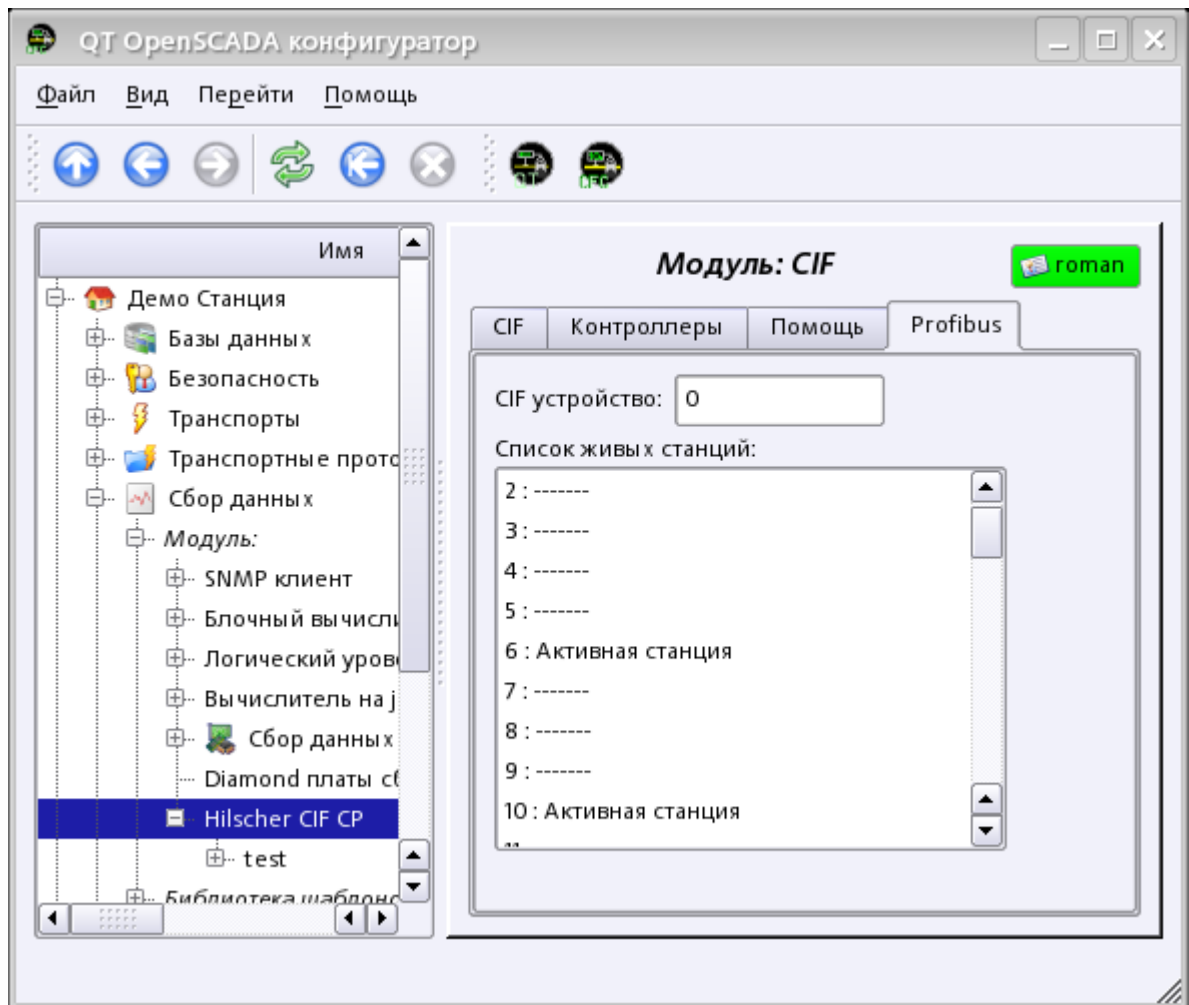 QT OpenSCADA конфигуратор
Файл Вид Перейти Помощь
Имя
Демо Станция
Базы данных
Безопасность
Транспорты
Транспортные прото
Сбор данных
Модуль:
SNMP клиент
Блочный вычисли
Логический урове
Вычислитель на j
Сбор данных
Diamond платы сб
Hilscher CIF CP
test
Библиотека шаблоно
Модуль: CIF
roman
CIF Контроллеры Помощь Profibus
CIF устройство: 0
Список живых станций:
2 : -------
3 : -------
4 : -------
5 : -------
6 : Активная станция
7 : -------
8 : -------
9 : -------
10 : Активная станция